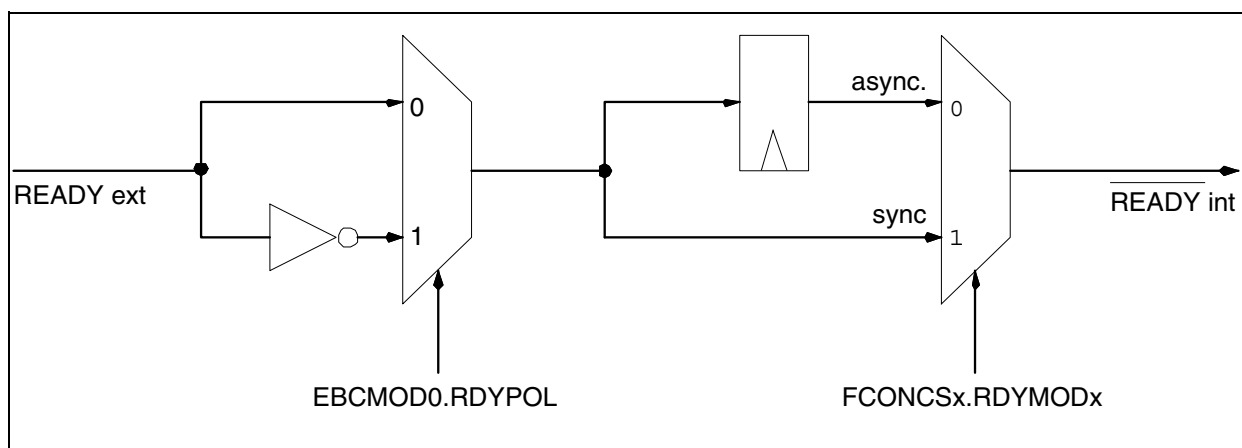 async.
0
0
READY ext
READY int
sync
1
1
EBCMOD0.RDYPOL
FCONCSx.RDYMODx